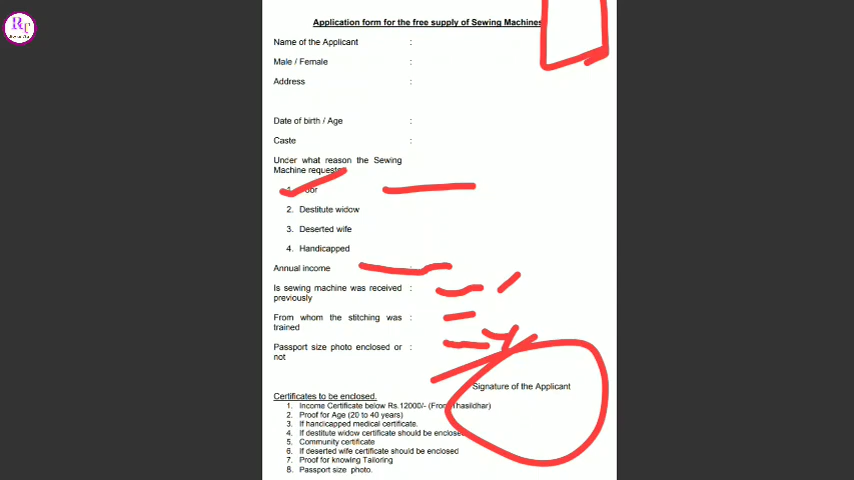 RC
Application form for the free supply of Sewing Machines
Name of the Applicant :
Male / Female :
Address :
Date of birth / Age :
Caste :
Under what reason the Sewing
Machine requests
1.
2. Destitute widow
3. Deserted wife
4. Handicapped
Annual income :
Is sewing machine was received :
previously
From whom the stitching was :
trained
Passport size photo enclosed or :
not
Signature of the Applicant
Certificates to be enclosed.
1. Income Certificate below Rs.12000/- (From Thasildhar)
2. Proof for Age (20 to 40 years)
3. If handicapped medical certificate.
4. If destitute widow certificate should be enclosed
5. Community certificate
6. If deserted wife certificate should be enclosed
7. Proof for knowing Tailoring
8. Passport size photo.